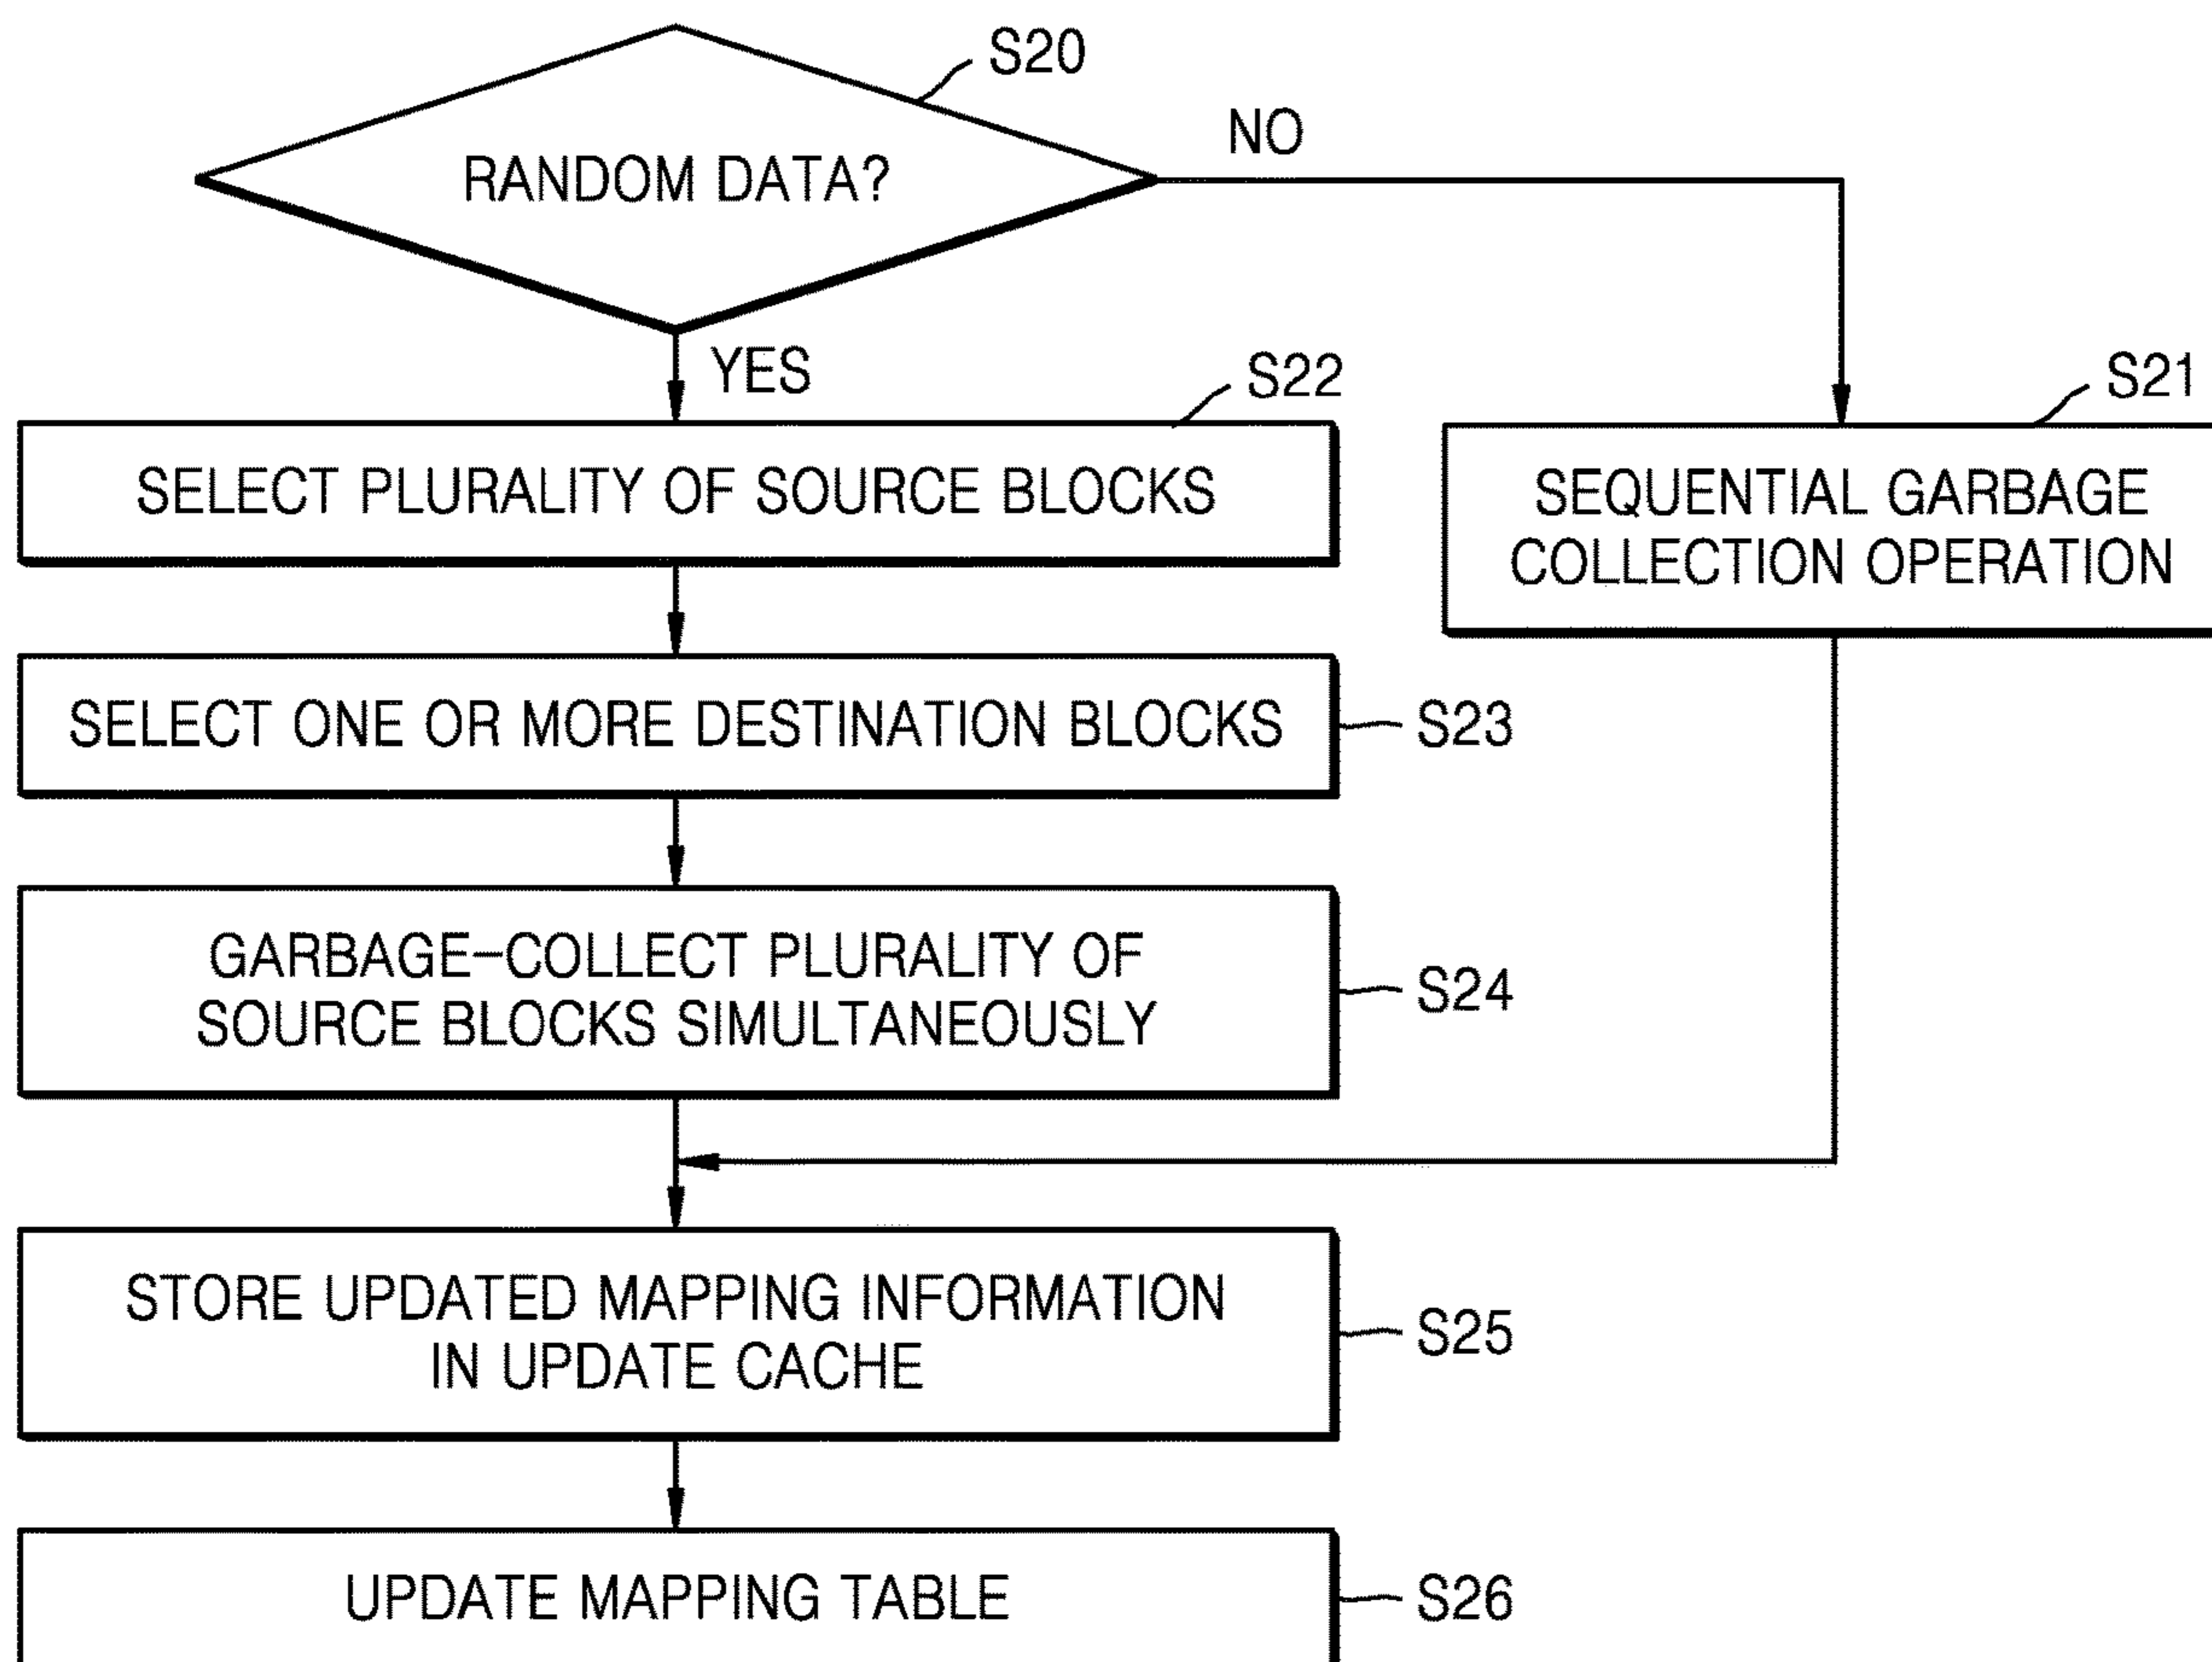 S20
RANDOM DATA?
NO
YES
S22
SELECT PLURALITY OF SOURCE BLOCKS
S21
SEQUENTIAL GARBAGE
COLLECTION OPERATION
SELECT ONE OR MORE DESTINATION BLOCKS
S23
GARBAGE-COLLECT PLURALITY OF
SOURCE BLOCKS SIMULTANEOUSLY
S24
STORE UPDATED MAPPING INFORMATION
IN UPDATE CACHE
S25
UPDATE MAPPING TABLE
S26